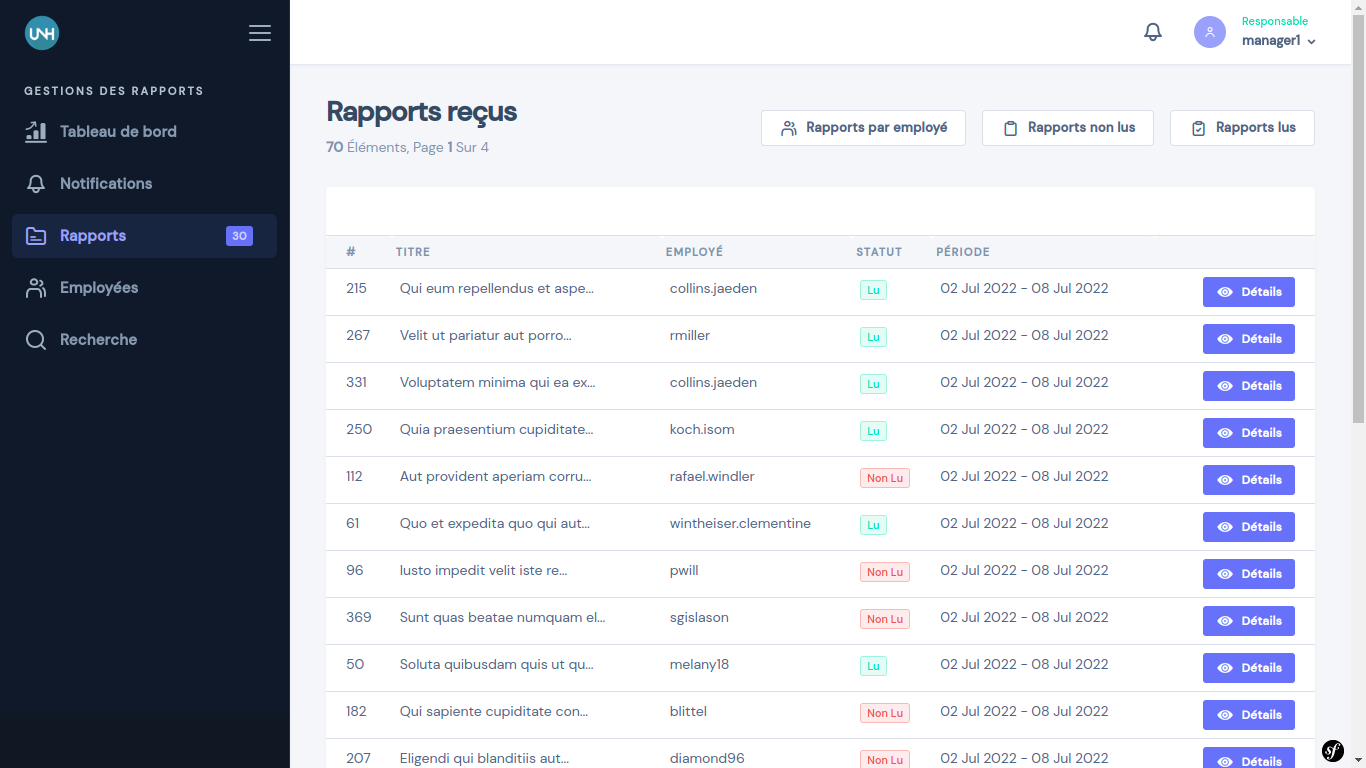 UNH
Responsable
manager1
GESTIONS DES RAPPORTS
Tableau de bord
Notifications
Rapports 30
Employées
Recherche
Rapports reçus
70 Éléments, Page 1 Sur 4
Rapports par employé
Rapports non lus
Rapports lus
# TITRE EMPLOYÉ STATUT PÉRIODE
215 Qui eum repellendus et aspe... collins.jaeden Lu 02 Jul 2022 - 08 Jul 2022 Détails
267 Velit ut pariatur aut porro... rmiller Lu 02 Jul 2022 - 08 Jul 2022 Détails
331 Voluptatem minima qui ea ex... collins.jaeden Lu 02 Jul 2022 - 08 Jul 2022 Détails
250 Quia praesentium cupiditate... koch.isom Lu 02 Jul 2022 - 08 Jul 2022 Détails
112 Aut provident aperiam corru... rafael.windler Non Lu 02 Jul 2022 - 08 Jul 2022 Détails
61 Quo et expedita quo qui aut... wintheiser.clementine Lu 02 Jul 2022 - 08 Jul 2022 Détails
96 Iusto impedit velit iste re... pwill Non Lu 02 Jul 2022 - 08 Jul 2022 Détails
369 Sunt quas beatae numquam el... sgislason Non Lu 02 Jul 2022 - 08 Jul 2022 Détails
50 Soluta quibusdam quis ut qu... melany18 Lu 02 Jul 2022 - 08 Jul 2022 Détails
182 Qui sapiente cupiditate con... blittel Non Lu 02 Jul 2022 - 08 Jul 2022 Détails
207 Eligendi qui blanditiis aut... diamond96 Non Lu 02 Jul 2022 - 08 Jul 2022 Détails
sf